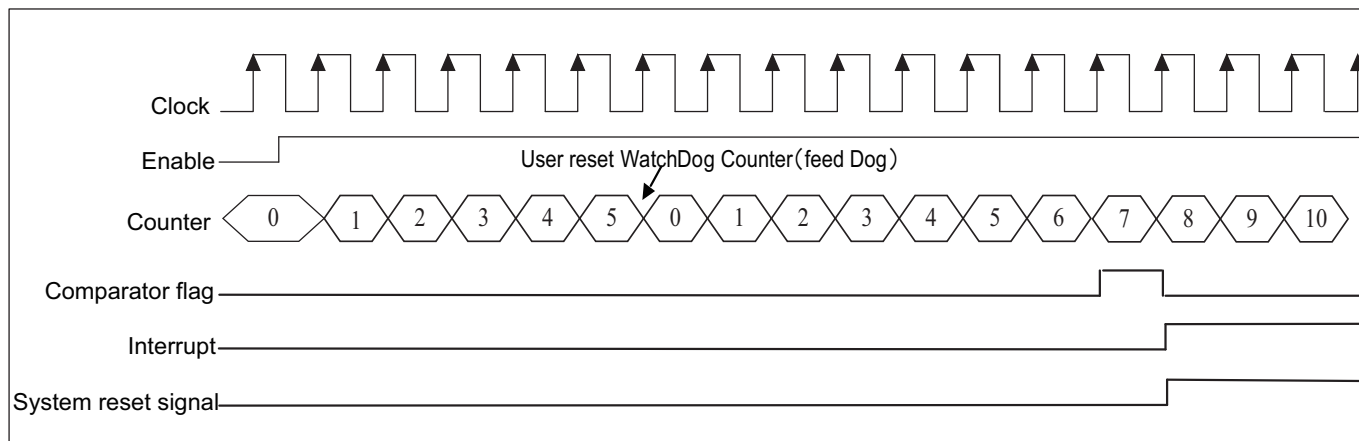 Clock
Enable
User reset WatchDog Counter(feed Dog)
Counter 0 1 2 3 4 5 0 1 2 3 4 5 6 7 8 9 10
Comparator flag
Interrupt
System reset signal